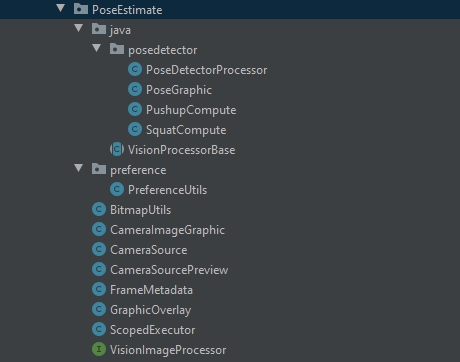 PoseEstimate
java
posedetector
C PoseDetectorProcessor
C PoseGraphic
C PushupCompute
C SquatCompute
C VisionProcessorBase
preference
C PreferenceUtils
C BitmapUtils
C CameraImageGraphic
C CameraSource
C CameraSourcePreview
C FrameMetadata
C GraphicOverlay
C ScopedExecutor
I VisionImageProcessor